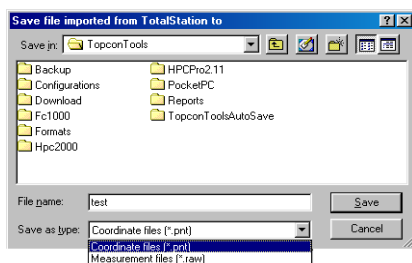 Save file imported from TotalStation to
Save in: TopconTools
Backup HPCPro2.11
Configurations PocketPC
Download Reports
Fc1000 TopconToolsAutoSave
Formats
Hpc2000
File name: test Save
Save as type: Coordinate files (*.pnt) Cancel
Coordinate files (*.pnt)
Measurement files (*.raw)